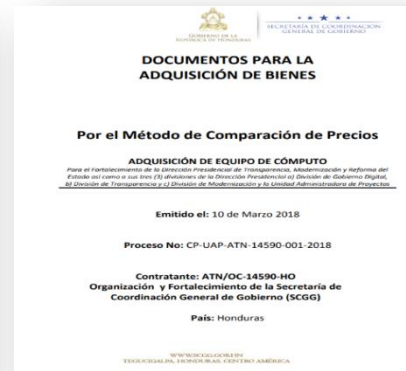 GOBIERNO DE LA
REPÚBLICA DE HONDURAS
SECRETARÍA DE COORDINACIÓN
GENERAL DE GOBIERNO
DOCUMENTOS PARA LA
ADQUISICIÓN DE BIENES
Por el Método de Comparación de Precios
ADQUISICIÓN DE EQUIPO DE CÓMPUTO
Para el Fortalecimiento de la Dirección Presidencial de Transparencia, Modernización y Reforma del
Estado así como a sus tres (3) divisiones de la Dirección Presidencial a) División de Gobierno Digital,
b) División de Transparencia y c) División de Modernización y la Unidad Administradora de Proyectos
Emitido el: 10 de Marzo 2018
Proceso No: CP-UAP-ATN-14590-001-2018
Contratante: ATN/OC-14590-HO
Organización y Fortalecimiento de la Secretaría de
Coordinación General de Gobierno (SCGG)
País: Honduras
WWW.SCGG.GOB.HN
TEGUCIGALPA, HONDURAS, CENTRO AMÉRICA